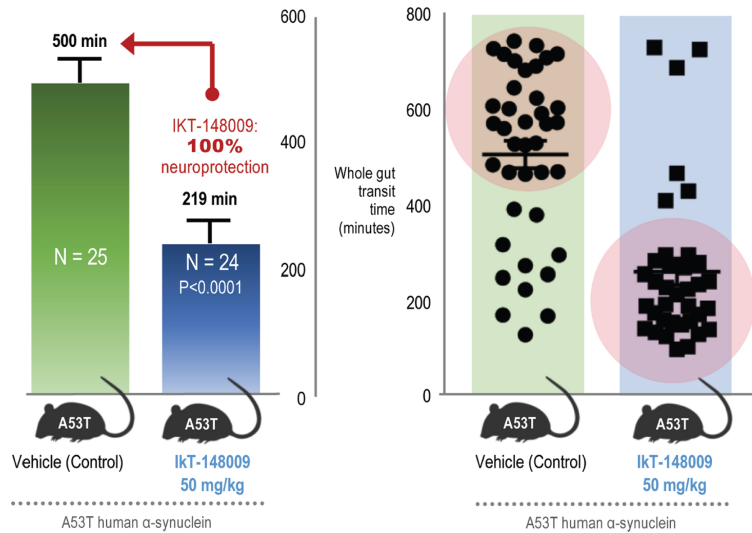 500 min
IKT-148009:
100%
neuroprotection
219 min
N = 25
N = 24
P<0.0001
600
400
200
0
A53T
A53T
Vehicle (Control)
IkT-148009
50 mg/kg
A53T human α-synuclein
Whole gut
transit
time
(minutes)
800
600
400
200
0
A53T
A53T
Vehicle (Control)
IkT-148009
50 mg/kg
A53T human α-synuclein